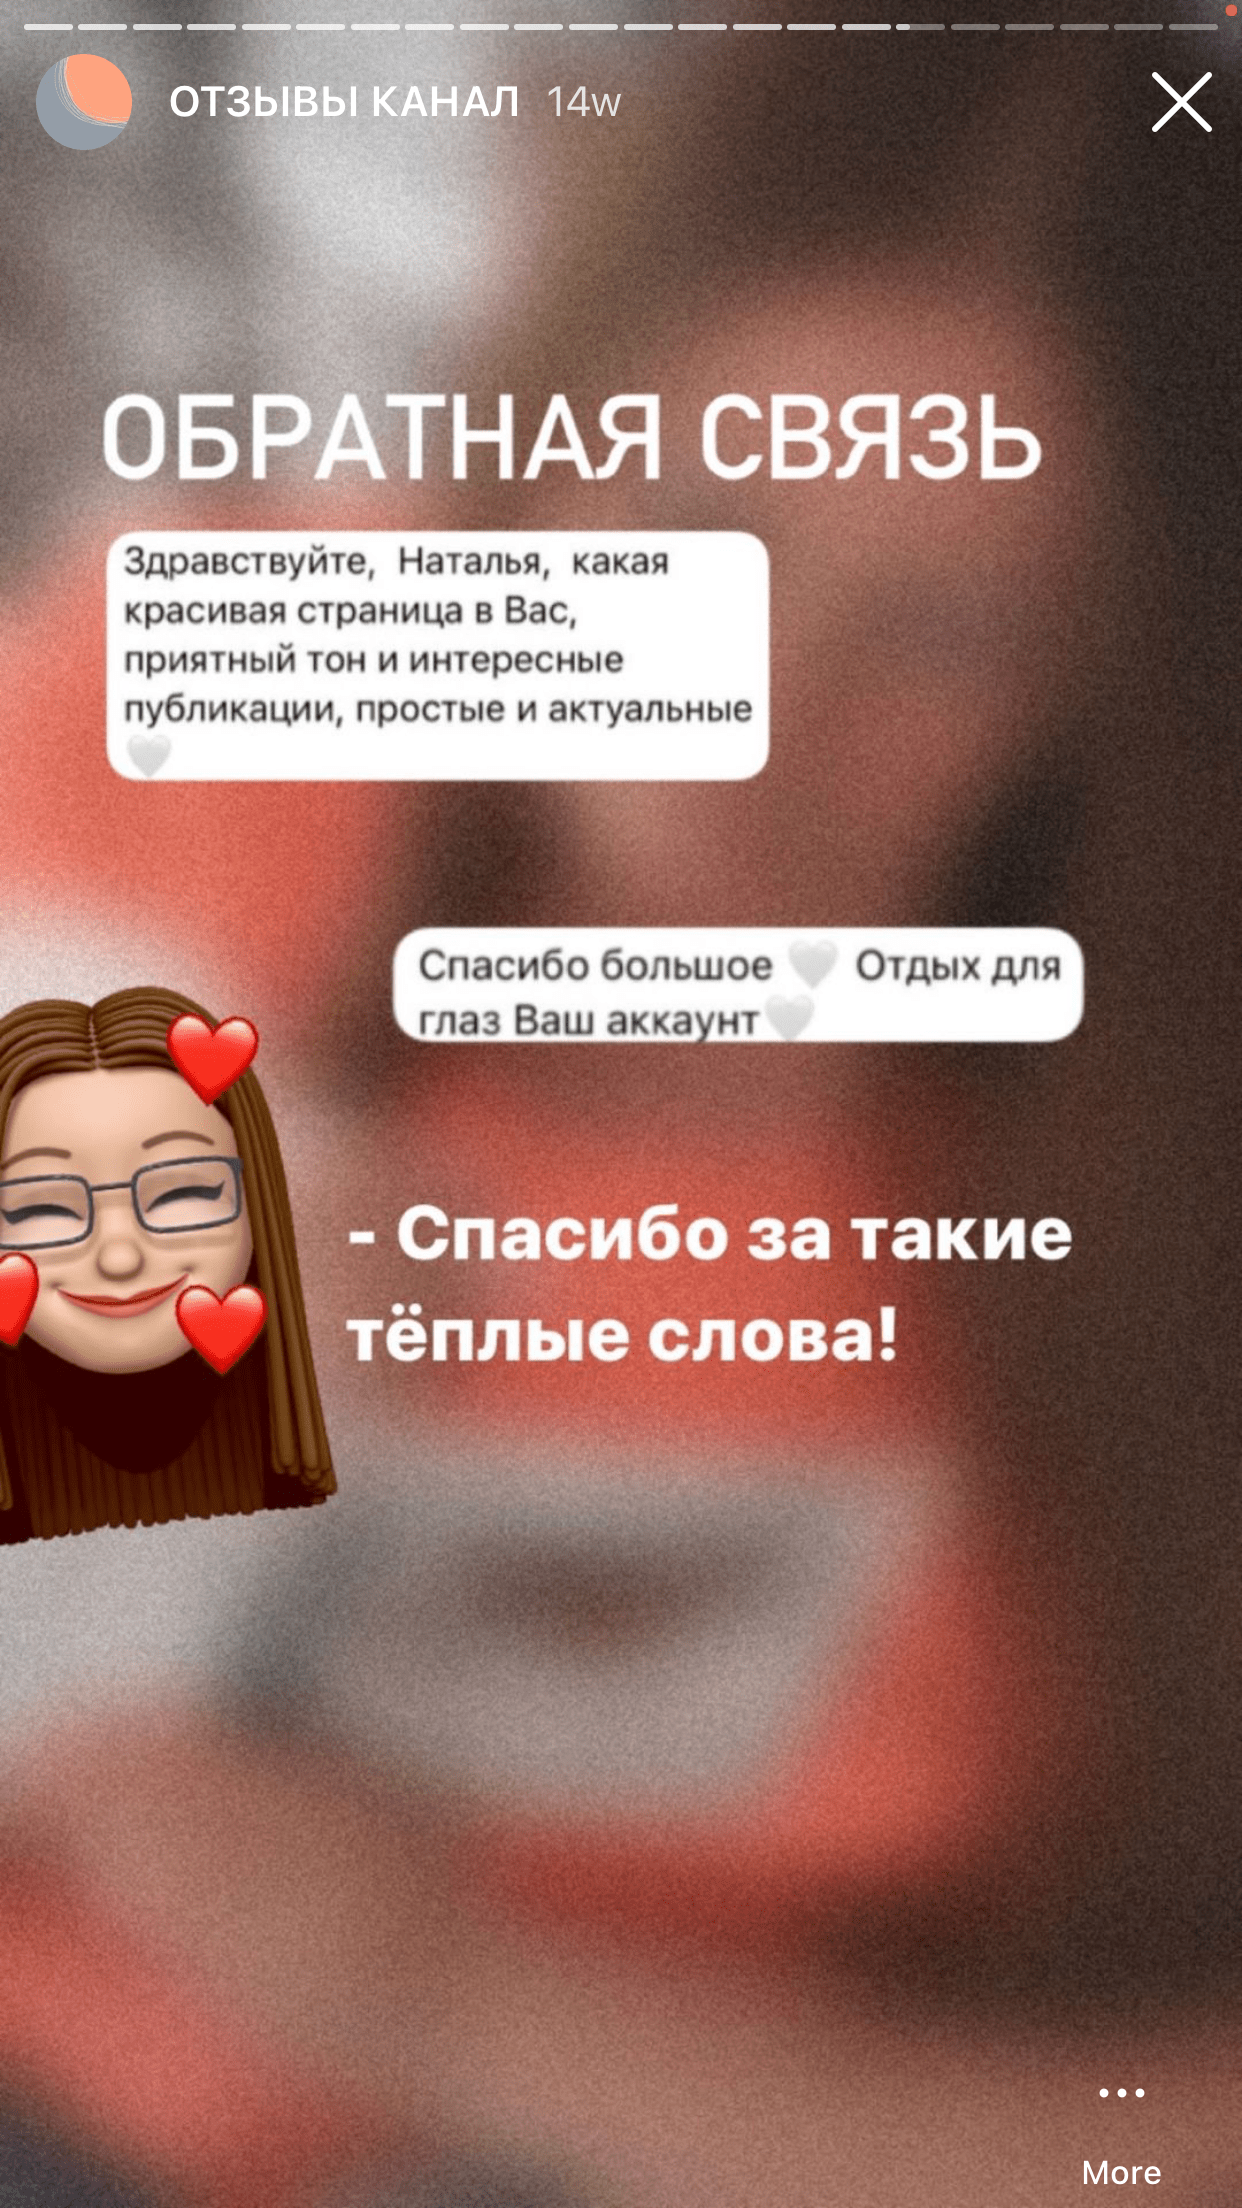 ОТЗЫВЫ КАНАЛ 14w
ОБРАТНАЯ СВЯЗЬ
Здравствуйте, Наталья, какая
красивая страница в Вас,
приятный тон и интересные
публикации, простые и актуальные
🤍
Спасибо большое 🤍 Отдых для
глаз Ваш аккаунт🤍
- Спасибо за такие
тёплые слова!
More